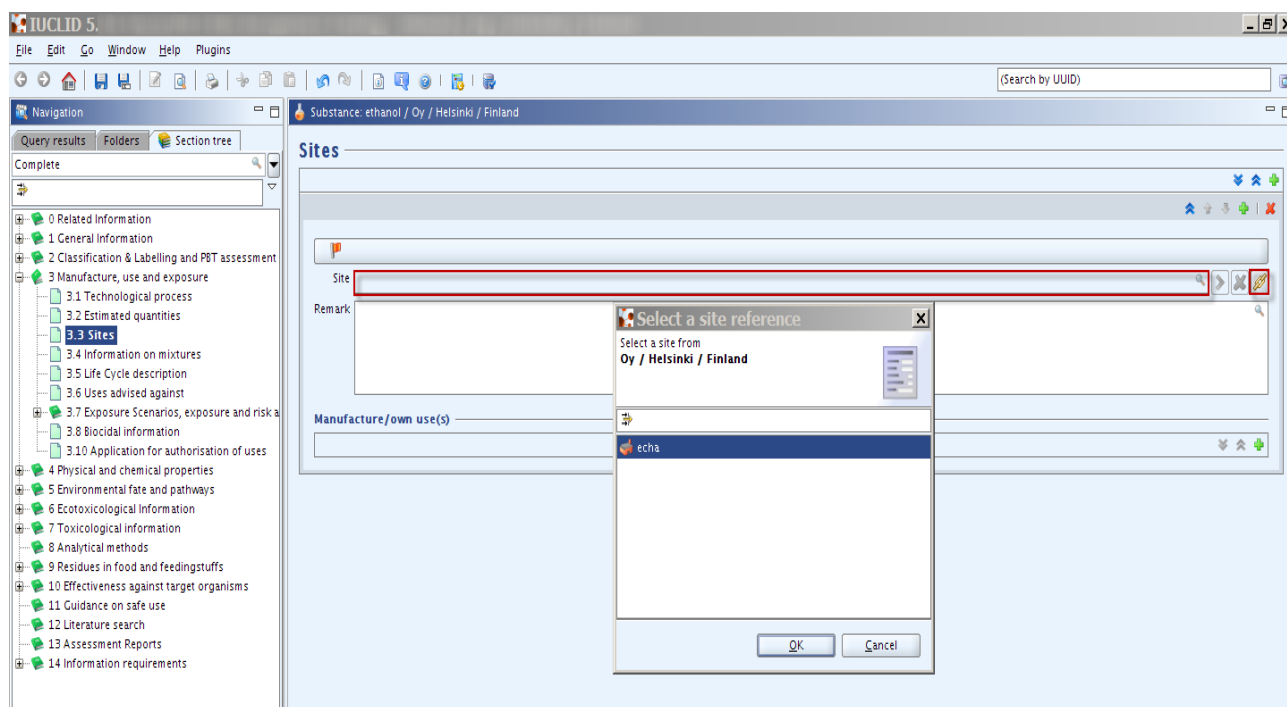 IUCLID 5.
File Edit Go Window Help Plugins
(Search by UUID)
Navigation
Substance: ethanol / Oy / Helsinki / Finland
Query results Folders Section tree
Complete
0 Related Information
1 General Information
2 Classification & Labelling and PBT assessment
3 Manufacture, use and exposure
3.1 Technological process
3.2 Estimated quantities
3.3 Sites
3.4 Information on mixtures
3.5 Life Cycle description
3.6 Uses advised against
3.7 Exposure Scenarios, exposure and risk a
3.8 Biocidal information
3.10 Application for authorisation of uses
4 Physical and chemical properties
5 Environmental fate and pathways
6 Ecotoxicological Information
7 Toxicological information
8 Analytical methods
9 Residues in food and feedingstuffs
10 Effectiveness against target organisms
11 Guidance on safe use
12 Literature search
13 Assessment Reports
14 Information requirements
Sites
Site
Remark
Manufacture/own use(s)
Select a site reference
Select a site from
Oy / Helsinki / Finland
echa
OK Cancel